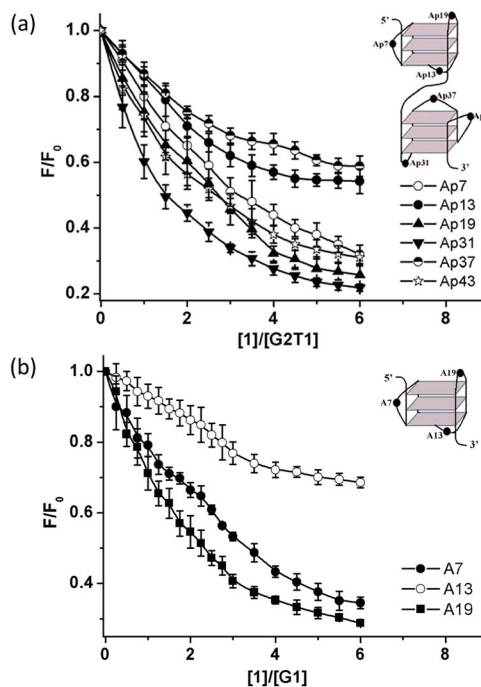 (a)
F/F0
1.0
0.8
0.6
0.4
0.2
0 2 4 6 8
[1]/[G2T1]
5'
Ap19
Ap7
Ap13
Ap37
Ap31
3'
Ap7
Ap13
Ap19
Ap31
Ap37
Ap43
(b)
F/F0
1.0
0.8
0.6
0.4
0 2 4 6 8
[1]/[G1]
5'
A19
A7
A13
3'
A7
A13
A19